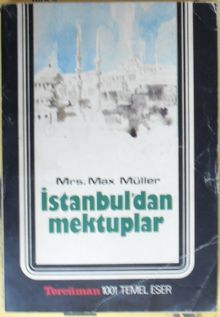 Mrs. Max Müller
İstanbul'dan
mektuplar
Tercüman 1001 TEMEL ESER